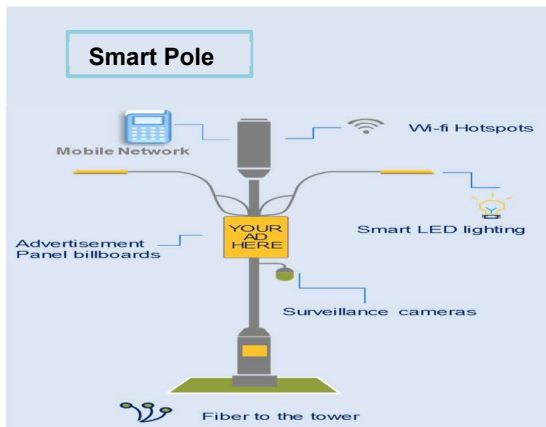 Smart Pole
Mobile Network
Wi-fi Hotspots
YOUR
AD
HERE
Smart LED lighting
Advertisement
Panel billboards
Surveillance cameras
Fiber to the tower